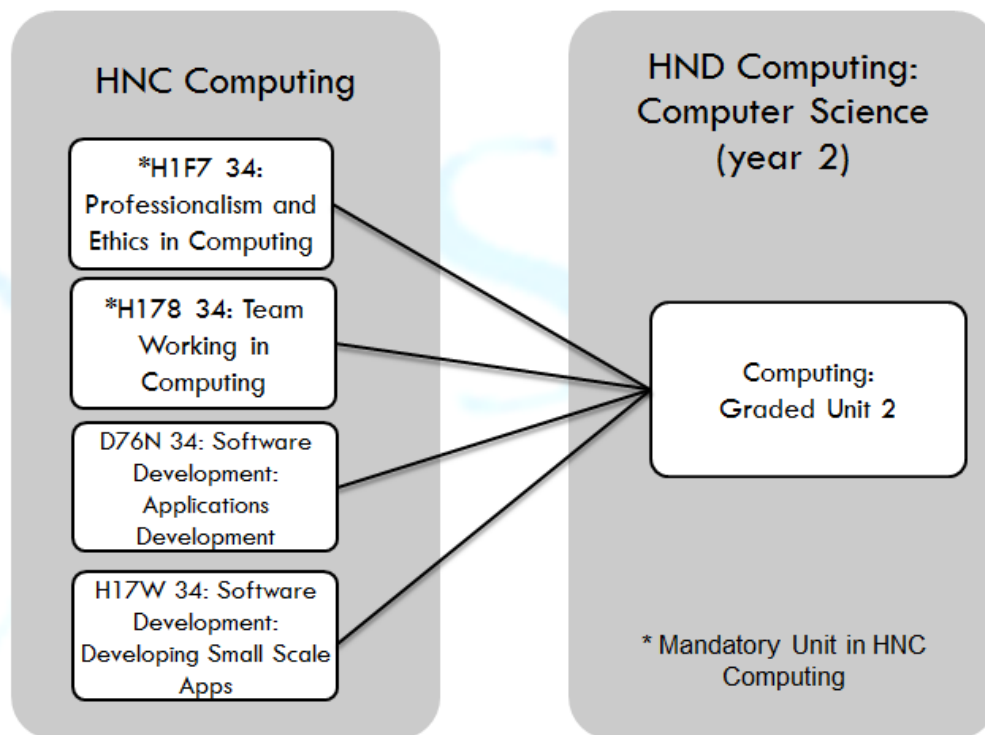 HNC Computing
*H1F7 34:
Professionalism and
Ethics in Computing
*H178 34: Team
Working in
Computing
D76N 34: Software
Development:
Applications
Development
H17W 34: Software
Development:
Developing Small Scale
Apps
HND Computing:
Computer Science
(year 2)
Computing:
Graded Unit 2
* Mandatory Unit in HNC
Computing